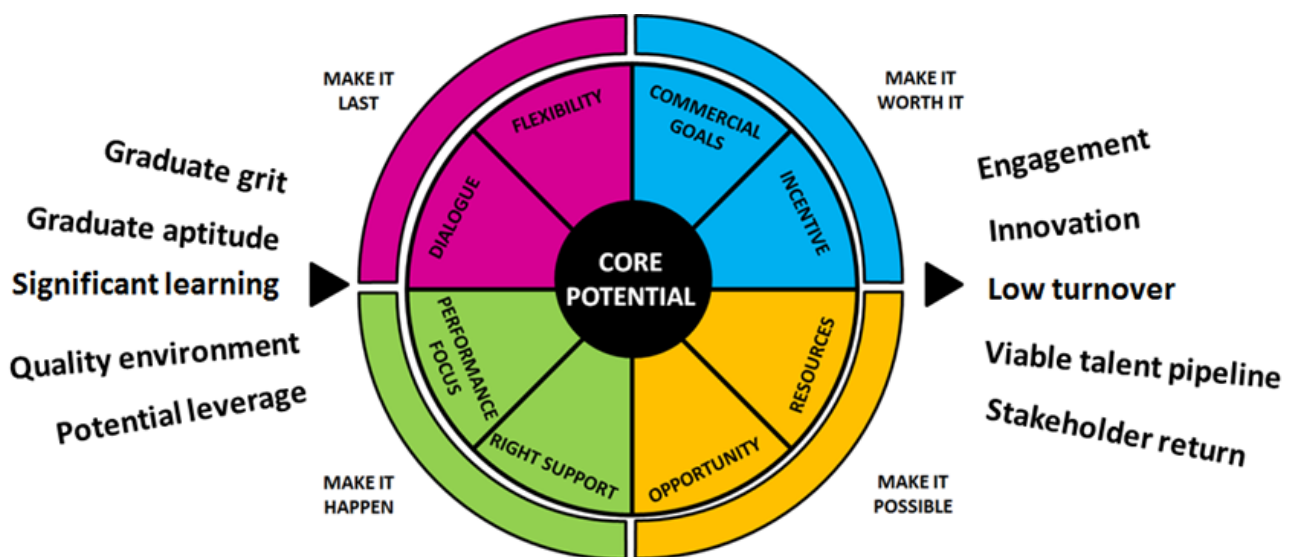 Graduate grit
Graduate aptitude
Significant learning
Quality environment
Potential leverage
MAKE IT
LAST
MAKE IT
WORTH IT
FLEXIBILITY
COMMERCIAL
GOALS
DIALOGUE
INCENTIVE
CORE
POTENTIAL
PERFORMANCE
FOCUS
RESOURCES
RIGHT SUPPORT
OPPORTUNITY
MAKE IT
HAPPEN
MAKE IT
POSSIBLE
Engagement
Innovation
Low turnover
Viable talent pipeline
Stakeholder return